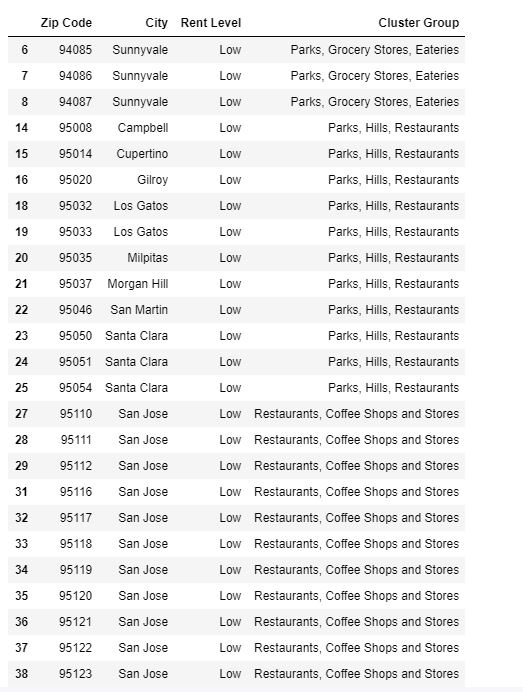 Zip Code City Rent Level Cluster Group
6 94085 Sunnyvale Low Parks, Grocery Stores, Eateries
7 94086 Sunnyvale Low Parks, Grocery Stores, Eateries
8 94087 Sunnyvale Low Parks, Grocery Stores, Eateries
14 95008 Campbell Low Parks, Hills, Restaurants
15 95014 Cupertino Low Parks, Hills, Restaurants
16 95020 Gilroy Low Parks, Hills, Restaurants
18 95032 Los Gatos Low Parks, Hills, Restaurants
19 95033 Los Gatos Low Parks, Hills, Restaurants
20 95035 Milpitas Low Parks, Hills, Restaurants
21 95037 Morgan Hill Low Parks, Hills, Restaurants
22 95046 San Martin Low Parks, Hills, Restaurants
23 95050 Santa Clara Low Parks, Hills, Restaurants
24 95051 Santa Clara Low Parks, Hills, Restaurants
25 95054 Santa Clara Low Parks, Hills, Restaurants
27 95110 San Jose Low Restaurants, Coffee Shops and Stores
28 95111 San Jose Low Restaurants, Coffee Shops and Stores
29 95112 San Jose Low Restaurants, Coffee Shops and Stores
31 95116 San Jose Low Restaurants, Coffee Shops and Stores
32 95117 San Jose Low Restaurants, Coffee Shops and Stores
33 95118 San Jose Low Restaurants, Coffee Shops and Stores
34 95119 San Jose Low Restaurants, Coffee Shops and Stores
35 95120 San Jose Low Restaurants, Coffee Shops and Stores
36 95121 San Jose Low Restaurants, Coffee Shops and Stores
37 95122 San Jose Low Restaurants, Coffee Shops and Stores
38 95123 San Jose Low Restaurants, Coffee Shops and Stores